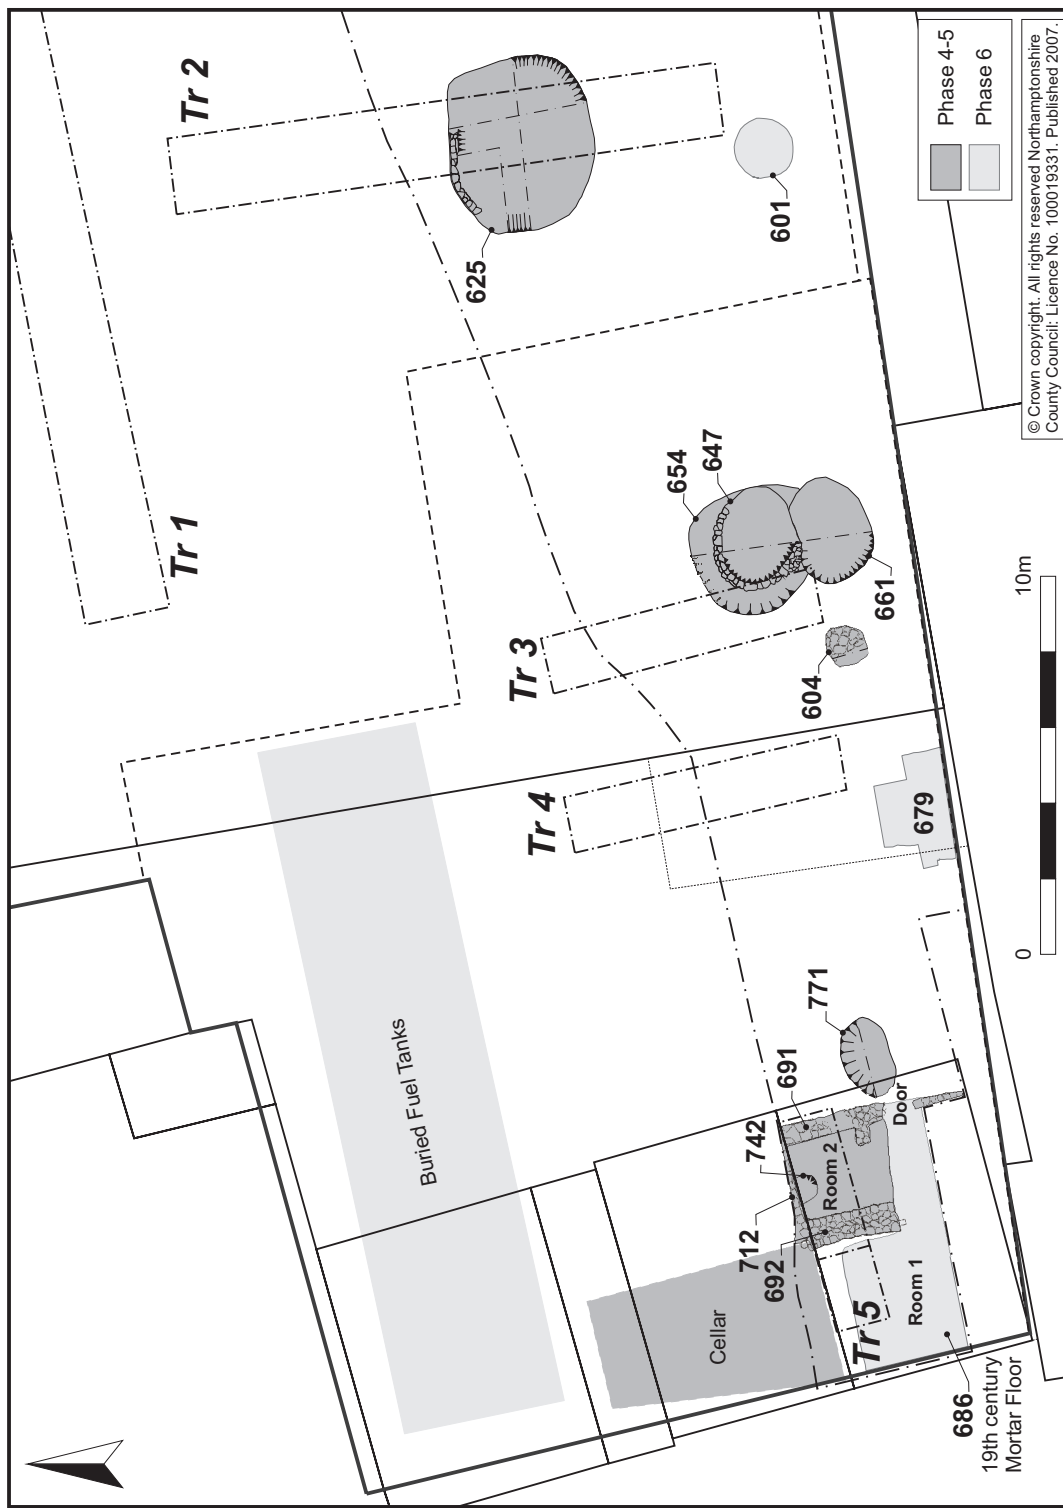 Tr 1
Tr 2
625
601
Phase 4-5
Phase 6
© Crown copyright. All rights reserved Northamptonshire
County Council: Licence No. 100019331. Published 2007.
654
647
661
Tr 3
604
Tr 4
679
Buried Fuel Tanks
771
691
742
712
692
Room 2
Door
Cellar
Tr 5
Room 1
686
19th century
Mortar Floor
0
10m